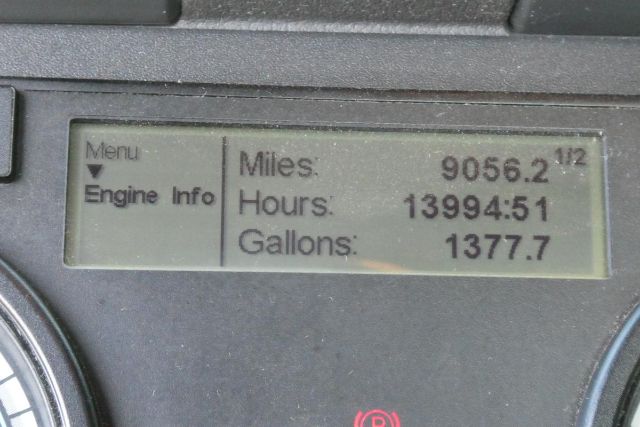 Menu
▼
Engine Info
Miles: 9056.2 1/2
Hours: 13994:51
Gallons: 1377.7
P